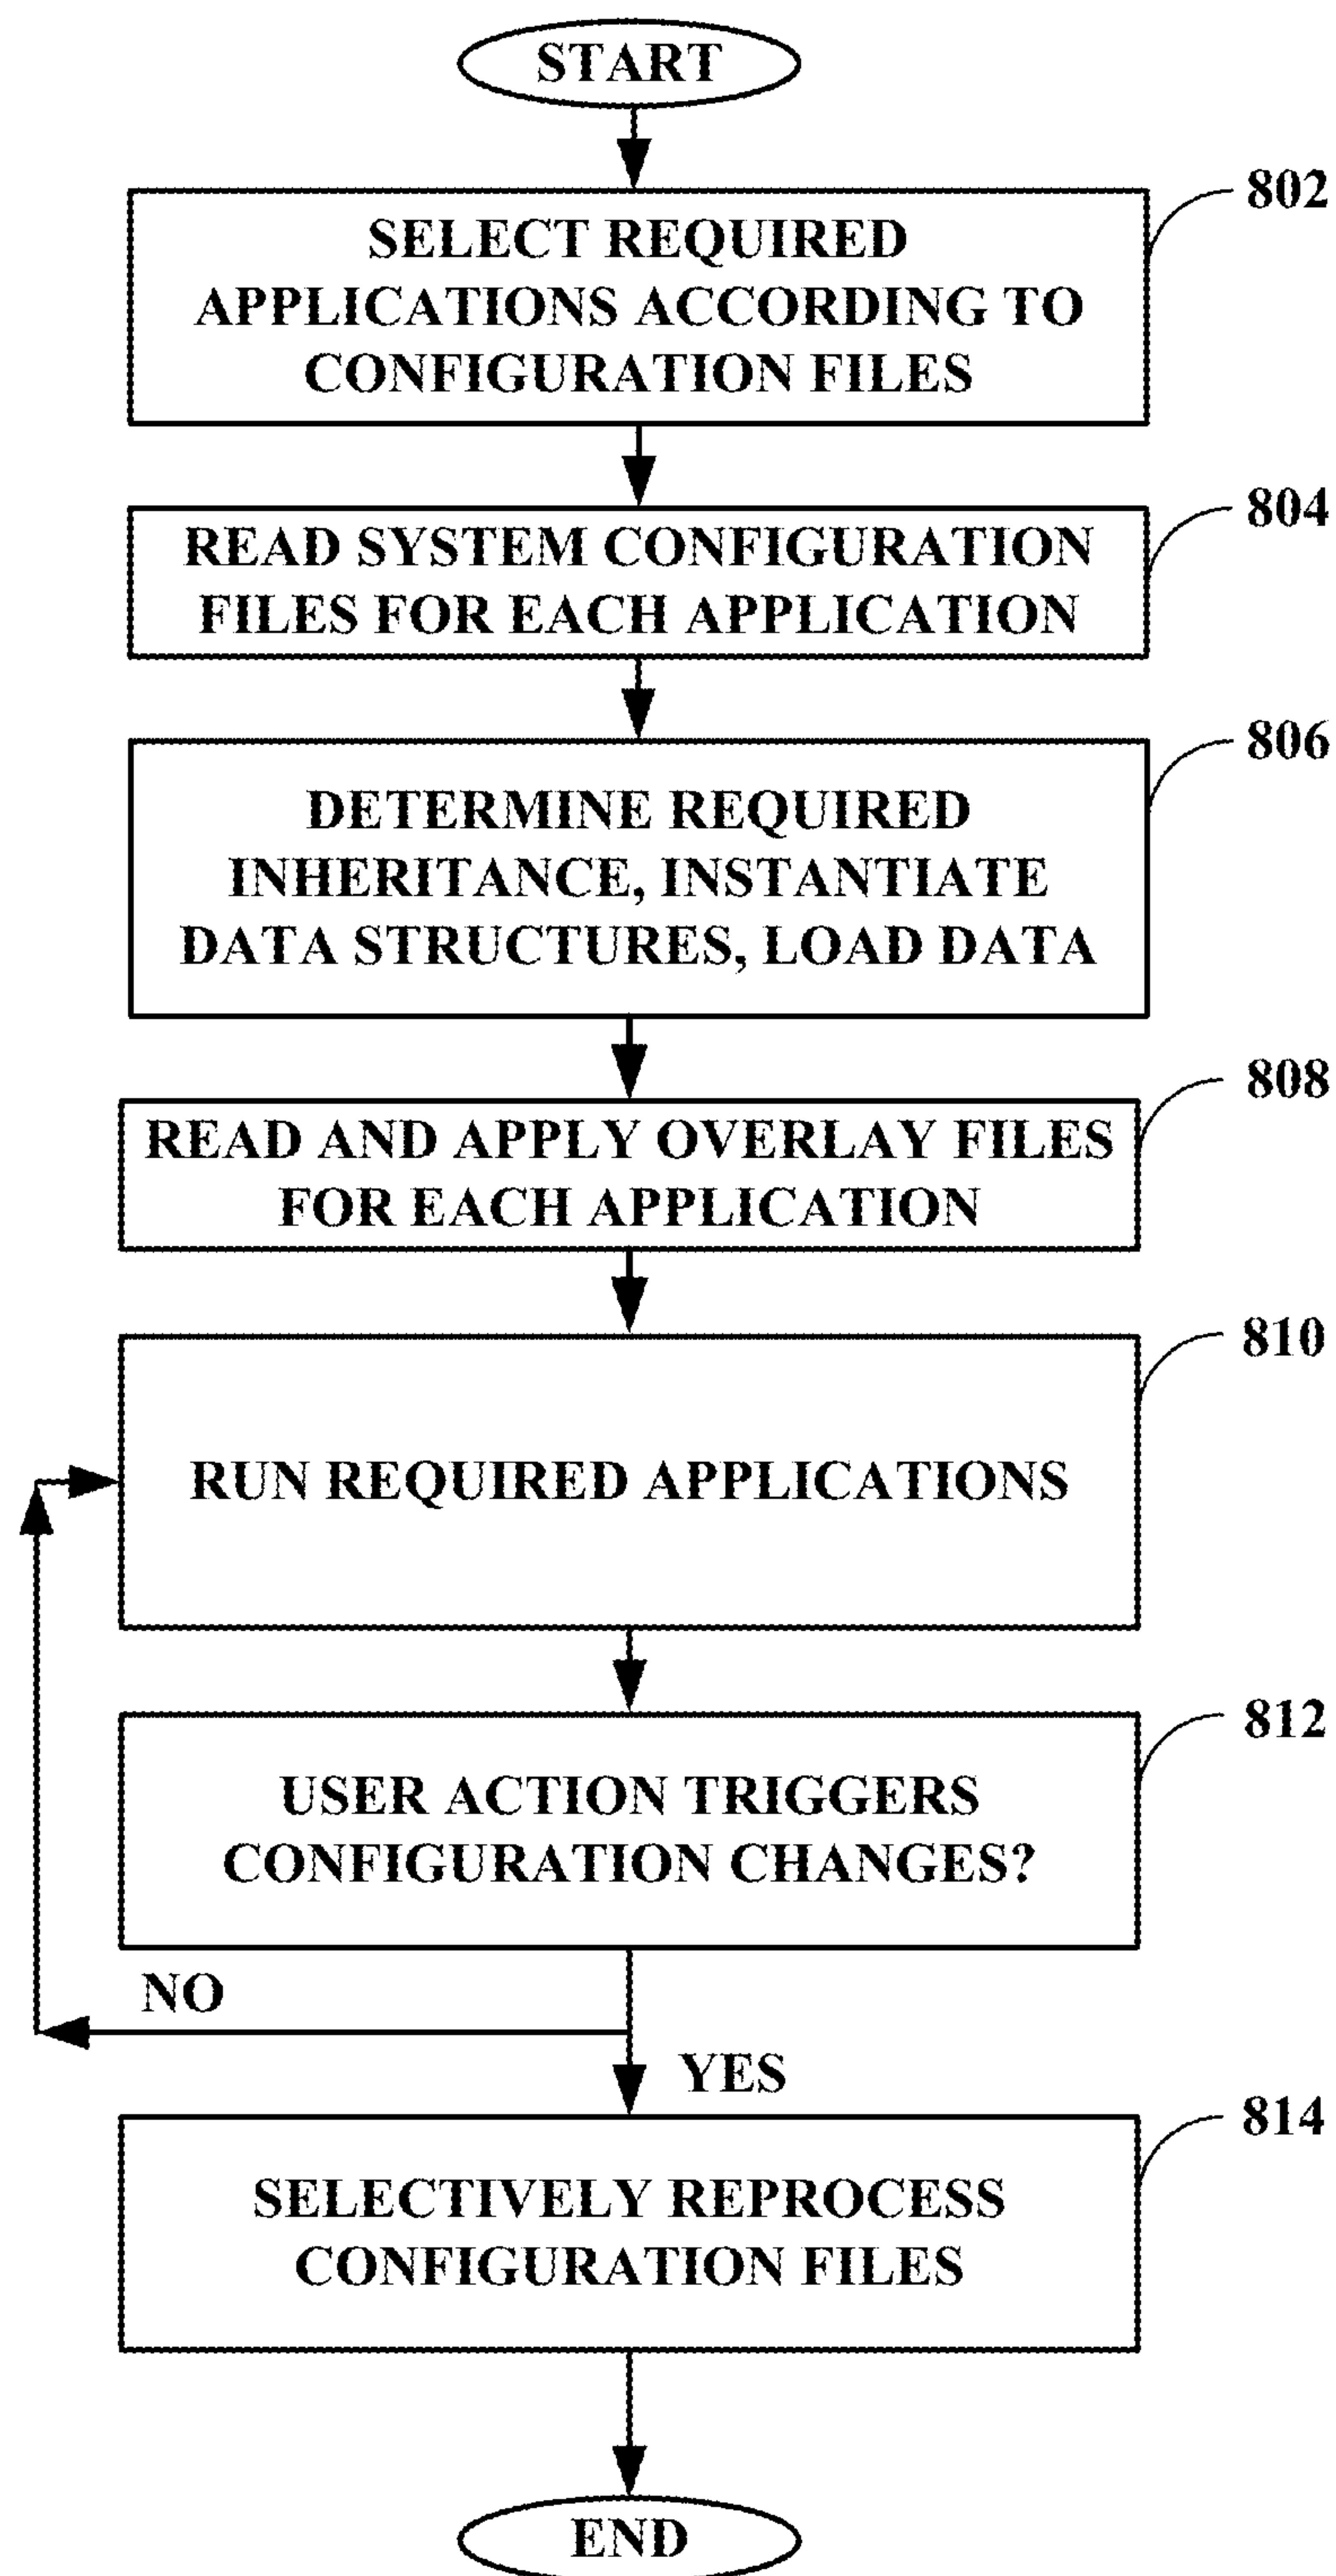 START
802
SELECT REQUIRED
APPLICATIONS ACCORDING TO
CONFIGURATION FILES
804
READ SYSTEM CONFIGURATION
FILES FOR EACH APPLICATION
806
DETERMINE REQUIRED
INHERITANCE, INSTANTIATE
DATA STRUCTURES, LOAD DATA
808
READ AND APPLY OVERLAY FILES
FOR EACH APPLICATION
810
RUN REQUIRED APPLICATIONS
812
USER ACTION TRIGGERS
CONFIGURATION CHANGES?
NO
YES
814
SELECTIVELY REPROCESS
CONFIGURATION FILES
END